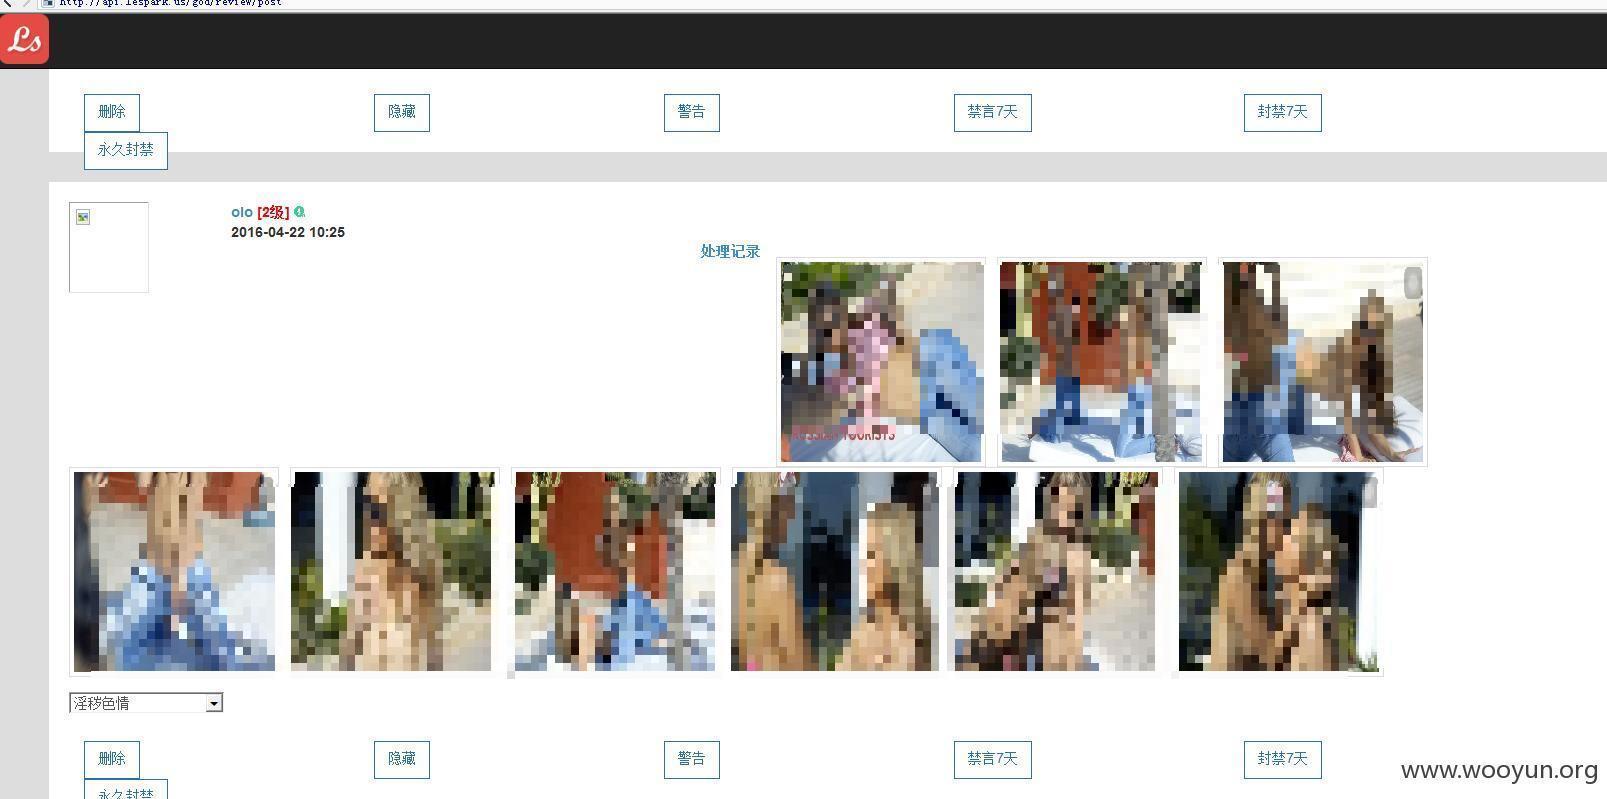 http://api.lespark.us/god/review/post
Ls
删除
隐藏
警告
禁言7天
封禁7天
永久封禁
olo [2级]
2016-04-22 10:25
处理记录
RUSSIAN TOURISTS
淫秽色情
删除
隐藏
警告
禁言7天
封禁7天
永久封禁
www.wooyun.org